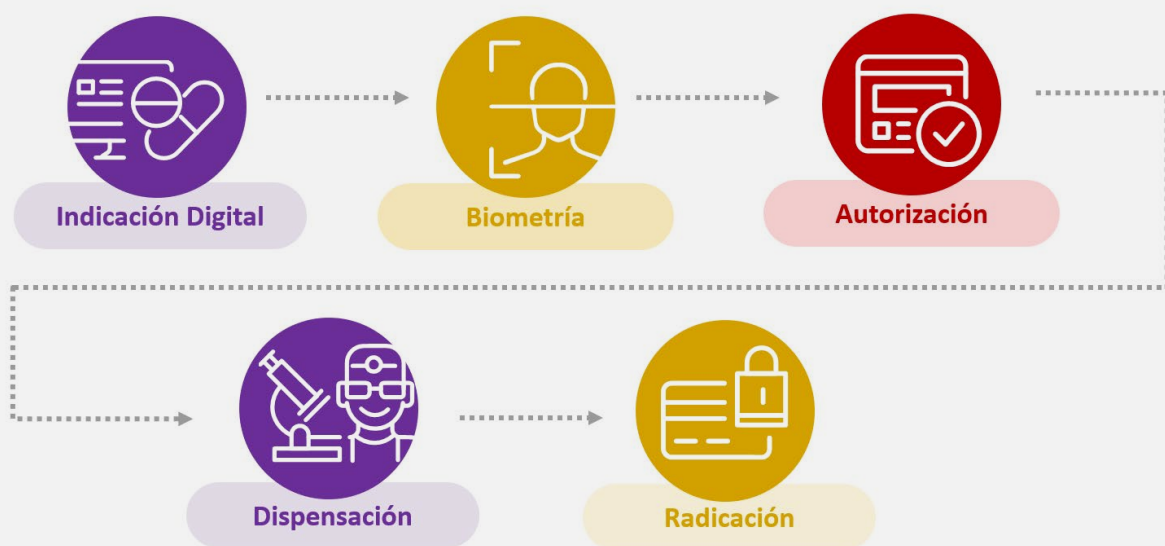 Indicación Digital
Biometría
Autorización
Dispensación
Radicación